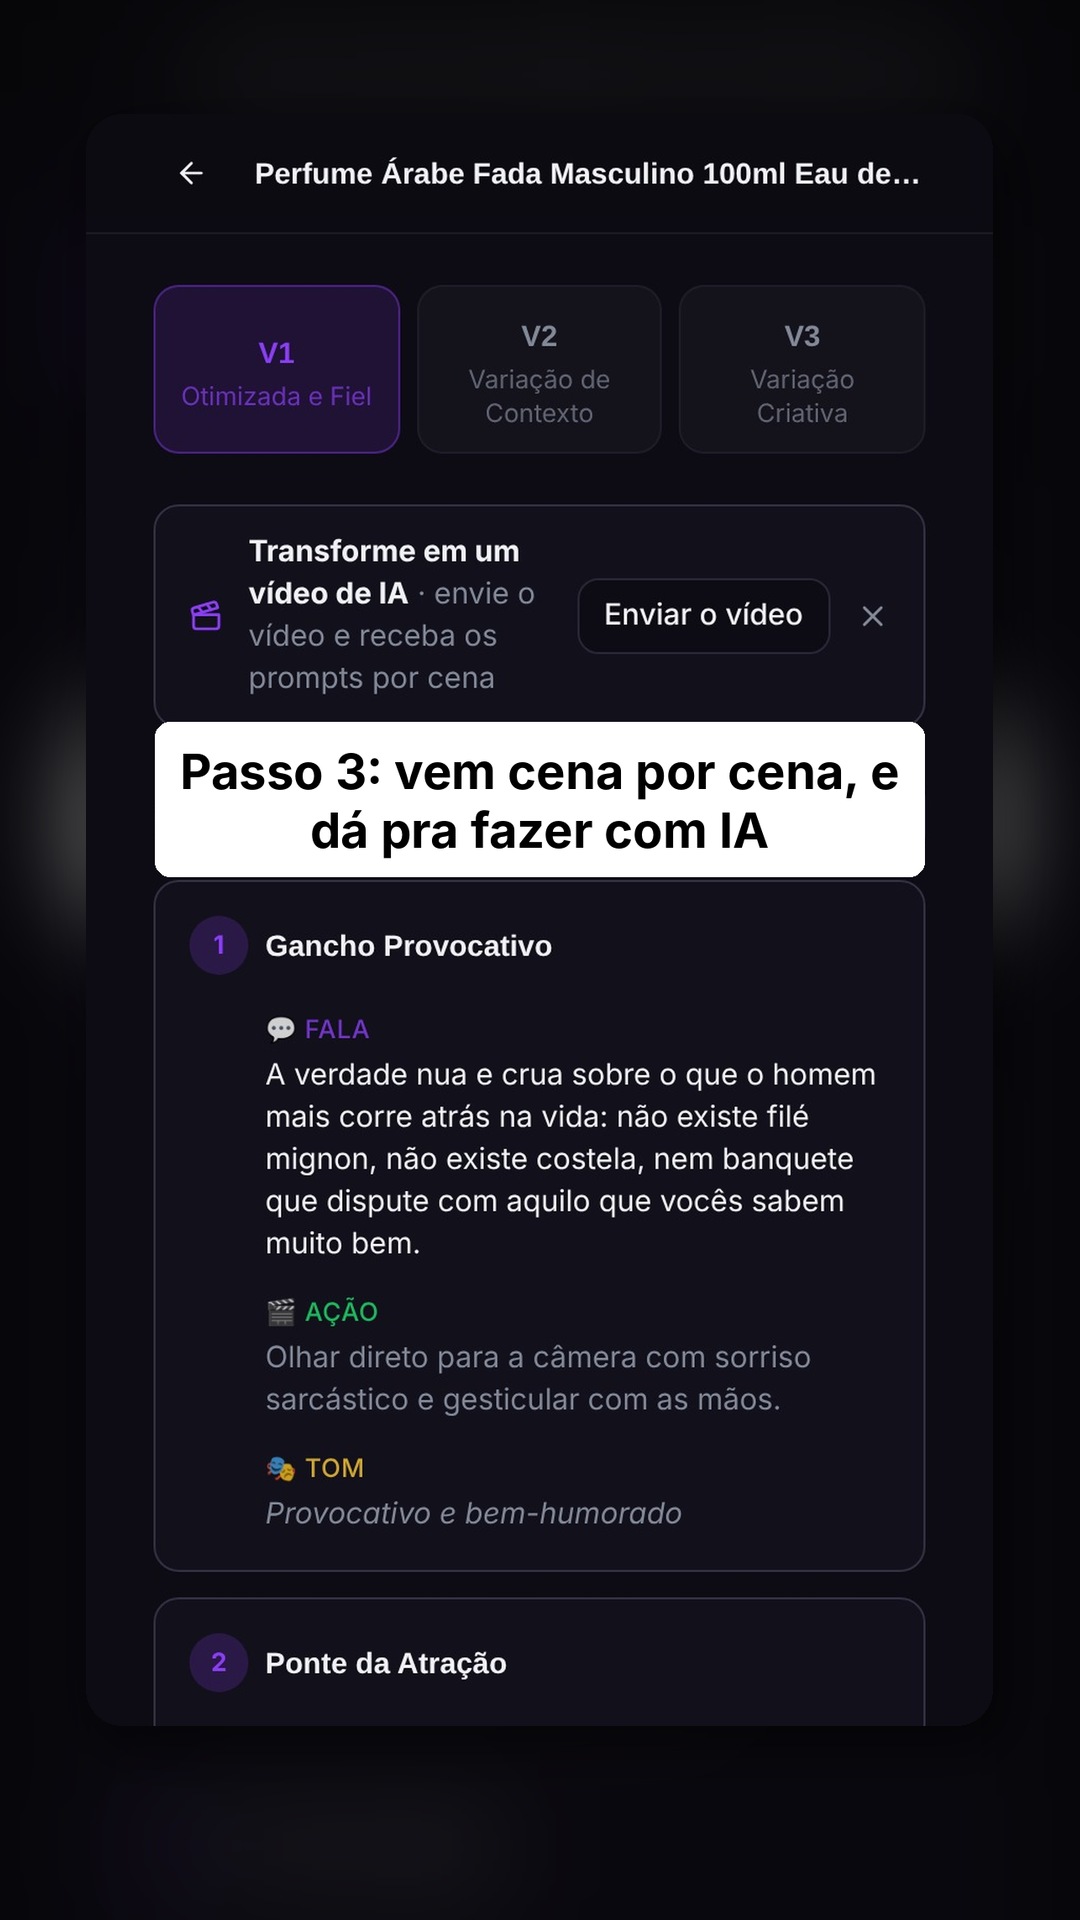 Perfume Árabe Fada Masculino 100ml Eau de...
V1
Otimizada e Fiel
V2
Variação de
Contexto
V3
Variação
Criativa
Transforme em um
vídeo de IA · envie o
vídeo e receba os
prompts por cena
Enviar o vídeo
Passo 3: vem cena por cena, e
dá pra fazer com IA
1
Gancho Provocativo
FALA
A verdade nua e crua sobre o que o homem
mais corre atrás na vida: não existe filé
mignon, não existe costela, nem banquete
que dispute com aquilo que vocês sabem
muito bem.
AÇÃO
Olhar direto para a câmera com sorriso
sarcástico e gesticular com as mãos.
TOM
Provocativo e bem-humorado
2
Ponte da Atração